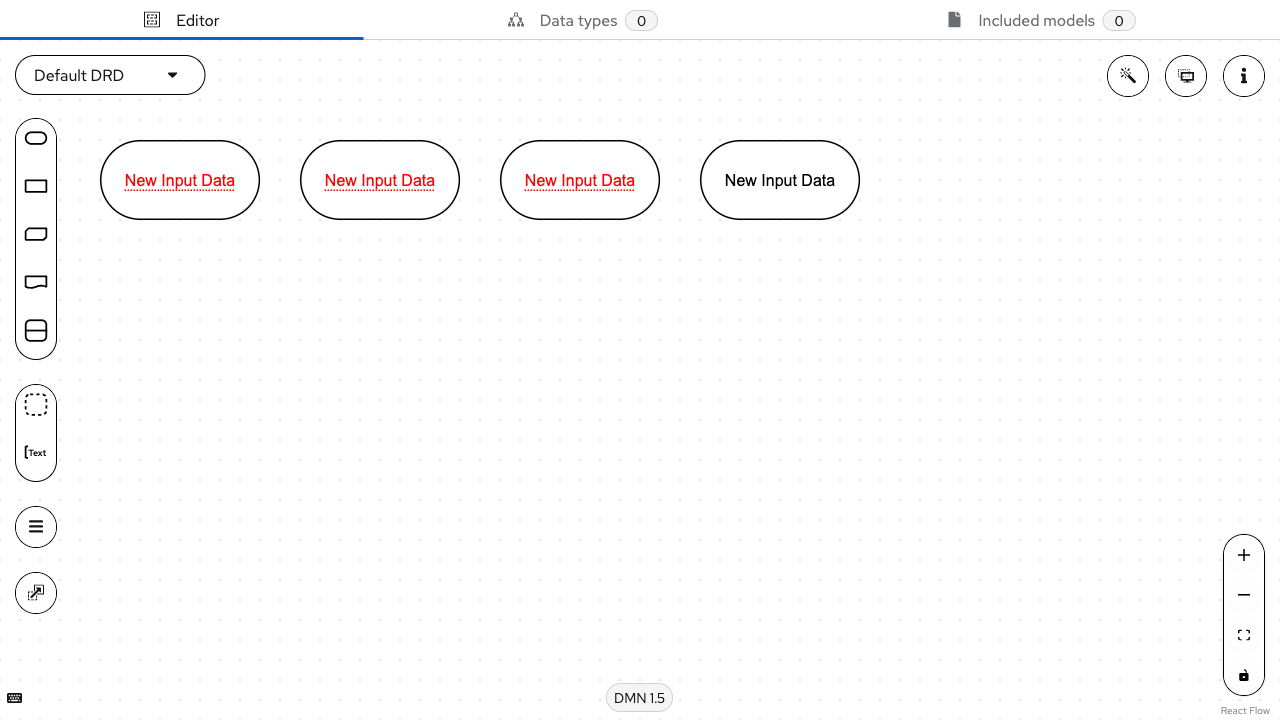 Editor
Data types 0
Included models 0
Default DRD
New Input Data
New Input Data
New Input Data
New Input Data
Text
DMN 1.5
React Flow